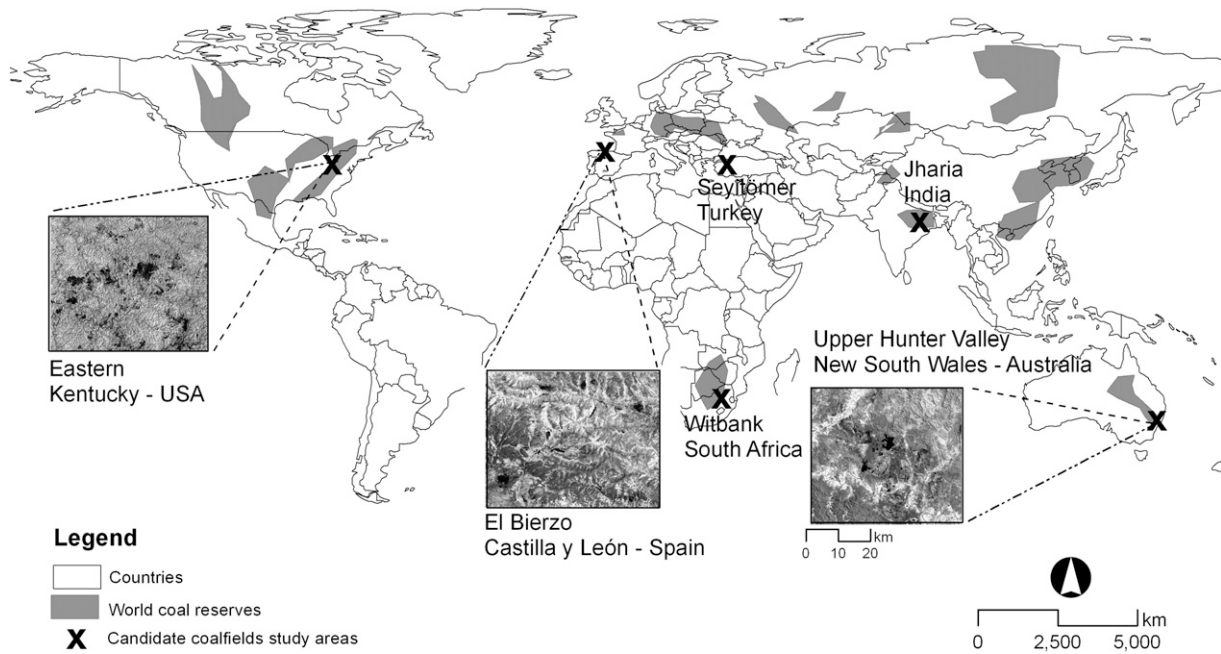 Jharia
India
Seyitömer
Turkey
Eastern
Kentucky - USA
El Bierzo
Castilla y León - Spain
Witbank
South Africa
Upper Hunter Valley
New South Wales - Australia
km
0 10 20
Legend
Countries
World coal reserves
X Candidate coalfields study areas
km
0 2,500 5,000